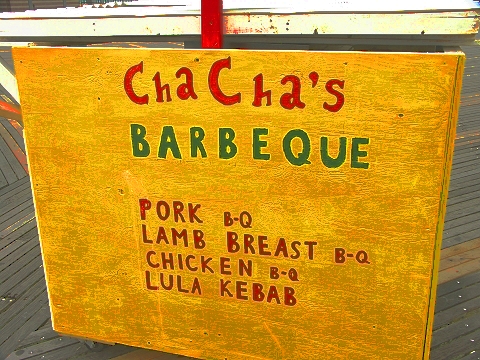 ChaCha's
BARBEQUE
PORK B-Q
LAMB BREAST B-Q
CHICKEN B-Q
LULA KEBAB